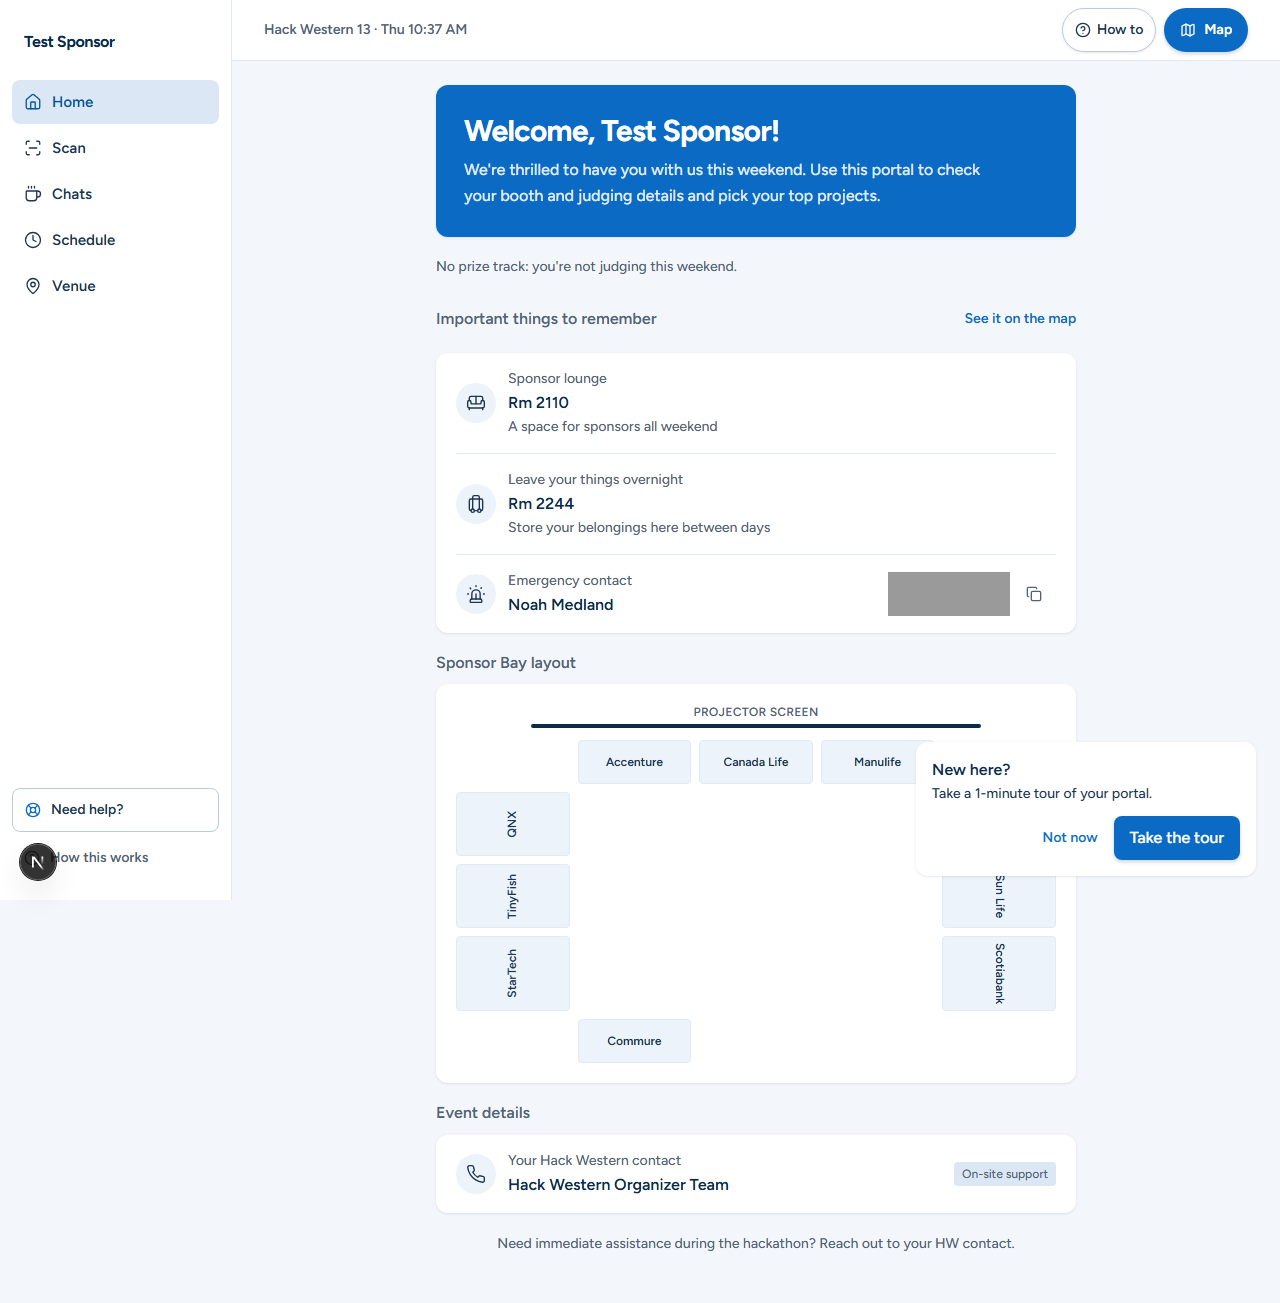 Test Sponsor
Home
Scan
Chats
Schedule
Venue
Need help?
How this works
N
Hack Western 13 · Thu 10:37 AM
How to
Map
Welcome, Test Sponsor!
We're thrilled to have you with us this weekend. Use this portal to check
your booth and judging details and pick your top projects.
No prize track: you're not judging this weekend.
Important things to remember
See it on the map
Sponsor lounge
Rm 2110
A space for sponsors all weekend
Leave your things overnight
Rm 2244
Store your belongings here between days
Emergency contact
Noah Medland
Sponsor Bay layout
PROJECTOR SCREEN
Accenture
Canada Life
Manulife
QNX
TinyFish
StarTech
Sun Life
Scotiabank
Commure
New here?
Take a 1-minute tour of your portal.
Not now
Take the tour
Event details
Your Hack Western contact
Hack Western Organizer Team
On-site support
Need immediate assistance during the hackathon? Reach out to your HW contact.